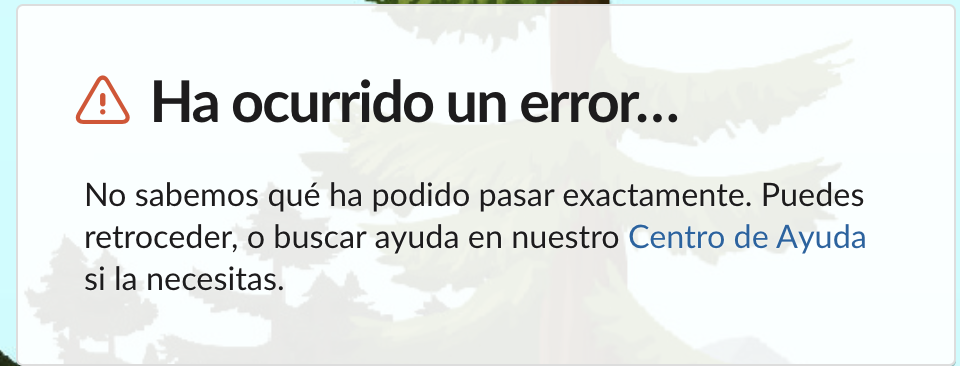 Ha ocurrido un error...
No sabemos qué ha podido pasar exactamente. Puedes
retroceder, o buscar ayuda en nuestro Centro de Ayuda
si la necesitas.